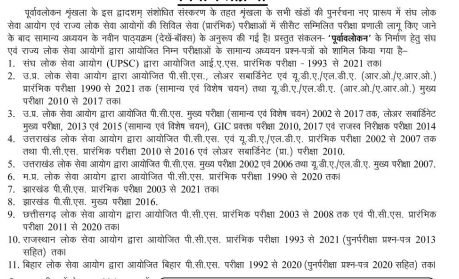 पूर्वावलोकन शृंखला के इस द्वादशम् संशोधित संस्करण के तहत शृंखला के सभी खंडों की पुनर्रचना नए प्रारूप में संघ लोक
सेवा आयोग एवं राज्य लोक सेवा आयोगों की सिविल सेवा (प्रारंभिक) परीक्षाओं में सीसैट सम्मिलित परीक्षा प्रणाली लागू किए जाने
के बाद सामान्य अध्ययन के नवीन पाठ्यक्रम (देखें-बॉक्स) के अनुरूप की गई है। प्रस्तुत संकलन- 'पूर्वावलोकन' के निर्माण हेतु संघ
एवं राज्य लोक सेवा आयोगों द्वारा आयोजित निम्न परीक्षाओं के सामान्य अध्ययन प्रश्न-पत्रों को शामिल किया गया है–
1. संघ लोक सेवा आयोग (UPSC) द्वारा आयोजित आई.ए.एस. प्रारंभिक परीक्षा - 1993 से 2021 तक।
2. उ.प्र. लोक सेवा आयोग द्वारा आयोजित पी.सी.एस., लोअर सबार्डिनेट एवं यू.डी.ए./एल.डी.ए. (आर.ओ./ए.आर.ओ.)
प्रारंभिक परीक्षा 1990 से 2021 तक (सामान्य एवं विशेष चयन) तथा यू.डी.ए./एल.डी.ए. (आर.ओ./ए.आर.ओ.) मुख्य
परीक्षा 2010 से 2017 तक।
3. उ.प्र. लोक सेवा आयोग द्वारा आयोजित पी.सी.एस. मुख्य परीक्षा (सामान्य एवं विशेष चयन) 2002 से 2017 तक, लोअर सबार्डिनेट
मुख्य परीक्षा, 2013 एवं 2015 (सामान्य एवं विशेष चयन), GIC प्रवक्ता परीक्षा 2010, 2017 एवं राजस्व निरीक्षक परीक्षा 2014
4. उत्तराखण्ड लोक सेवा आयोग द्वारा आयोजित पी.सी.एस. एवं यू.डी.ए./एल.डी.ए. प्रारंभिक परीक्षा 2002 से 2007 तक
तथा पी.सी.एस. प्रारंभिक परीक्षा 2010 से 2016 एवं लोअर सबार्डिनेट (प्रा.) परीक्षा 2010.
5. उत्तराखण्ड लोक सेवा आयोग द्वारा आयोजित पी.सी.एस. मुख्य परीक्षा 2002 एवं 2006 तथा यू.डी.ए./एल.डी.ए. मुख्य परीक्षा 2007.
6. म.प्र. लोक सेवा आयोग द्वारा आयोजित पी.सी.एस. प्रारंभिक परीक्षा 1990 से 2020 तक।
7. झारखंड पी.सी.एस. प्रारंभिक परीक्षा 2003 से 2021 तक।
8. झारखंड पी.सी.एस. मुख्य परीक्षा 2016.
9. छत्तीसगढ़ लोक सेवा आयोग द्वारा आयोजित पी.सी.एस. प्रारंभिक परीक्षा 2003 से 2008 तक एवं पी.सी.एस. प्रारंभिक
परीक्षा 2011 से 2020 तक।
10. राजस्थान लोक सेवा आयोग द्वारा आयोजित पी.सी.एस. प्रारंभिक परीक्षा 1993 से 2021 (पुनर्परीक्षा प्रश्न-पत्र 2013
सहित) तक।
11. बिहार लोक सेवा आयोग द्वारा आयोजित बिहार पी.सी.एस. परीक्षा 1992 से 2020 (पुनर्परीक्षा प्रश्न-पत्र 2020 सहित) तक।